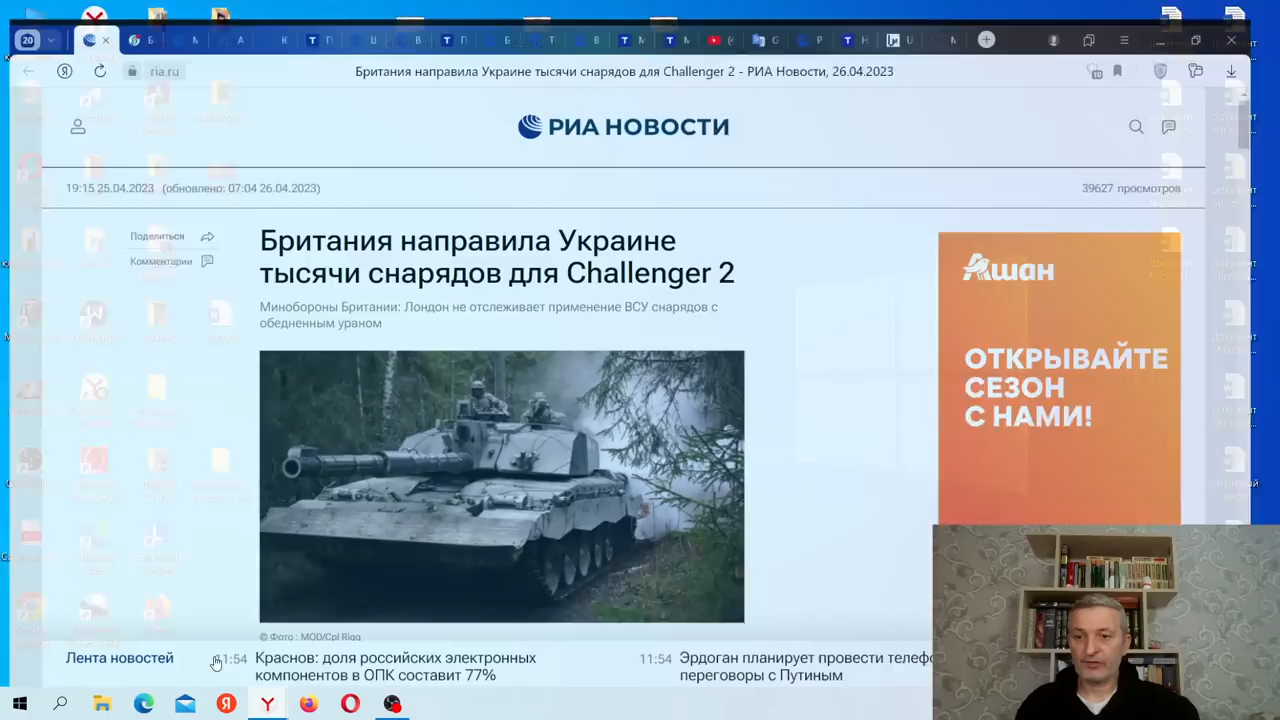 20
Б
М
А
К
Т П
Ш
В
Т П
Б
Т
В
Т М
Т М
G
Р
Т Н
U
М
Я
ria.ru
Британия направила Украине тысячи снарядов для Challenger 2 - РИА Новости, 26.04.2023
РИА НОВОСТИ
19:15 25.04.2023 (обновлено: 07:04 26.04.2023)
39627 просмотров
Поделиться
Комментарии
Британия направила Украине
тысячи снарядов для Challenger 2
Минобороны Британии: Лондон не отслеживает применение ВСУ снарядов с
обедненным ураном
Ашан
ОТКРЫВАЙТЕ
СЕЗОН
С НАМИ!
© Фото : MOD/Cpl Rigg
Лента новостей
11:54 Краснов: доля российских электронных
компонентов в ОПК составит 77%
11:54 Эрдоган планирует провести телефо
переговоры с Путиным